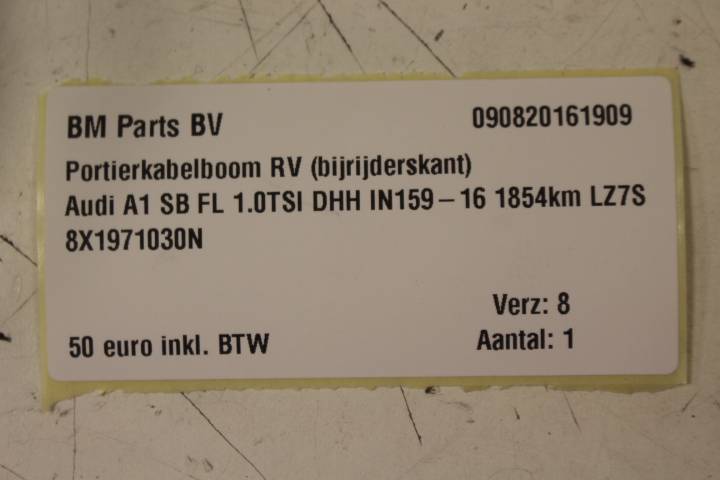 BM Parts BV 090820161909
Portierkabelboom RV (bijrijderskant)
Audi A1 SB FL 1.0TSI DHH IN159-16 1854km LZ7S
8X1971030N
Verz: 8
50 euro inkl. BTW Aantal: 1